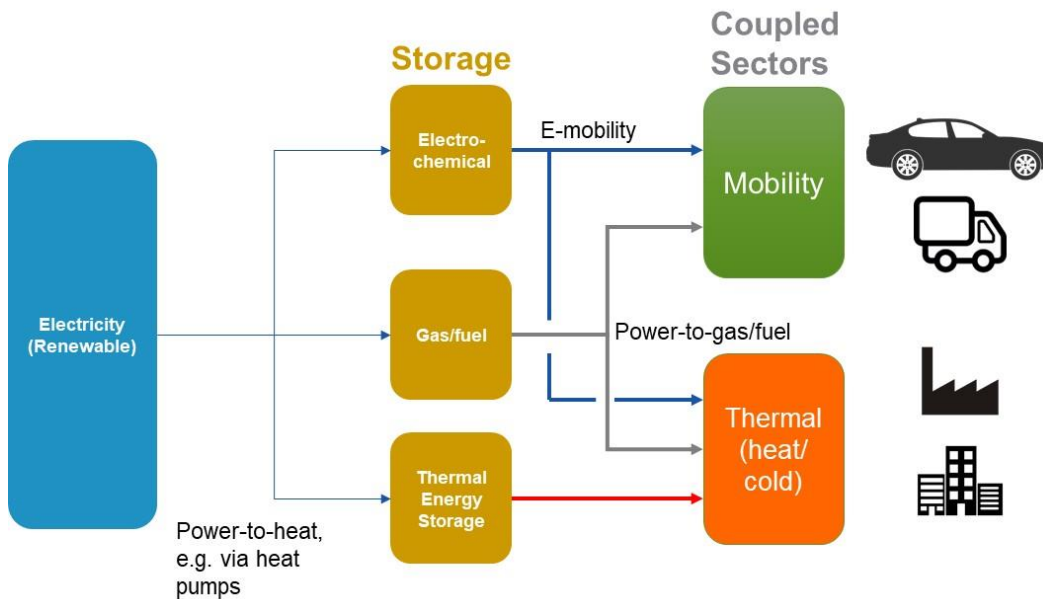 Coupled
Sectors
Storage
Electro-
chemical
E-mobility
Mobility
Electricity
(Renewable)
Gas/fuel
Power-to-gas/fuel
Thermal
(heat/
cold)
Thermal
Energy
Storage
Power-to-heat,
e.g. via heat
pumps